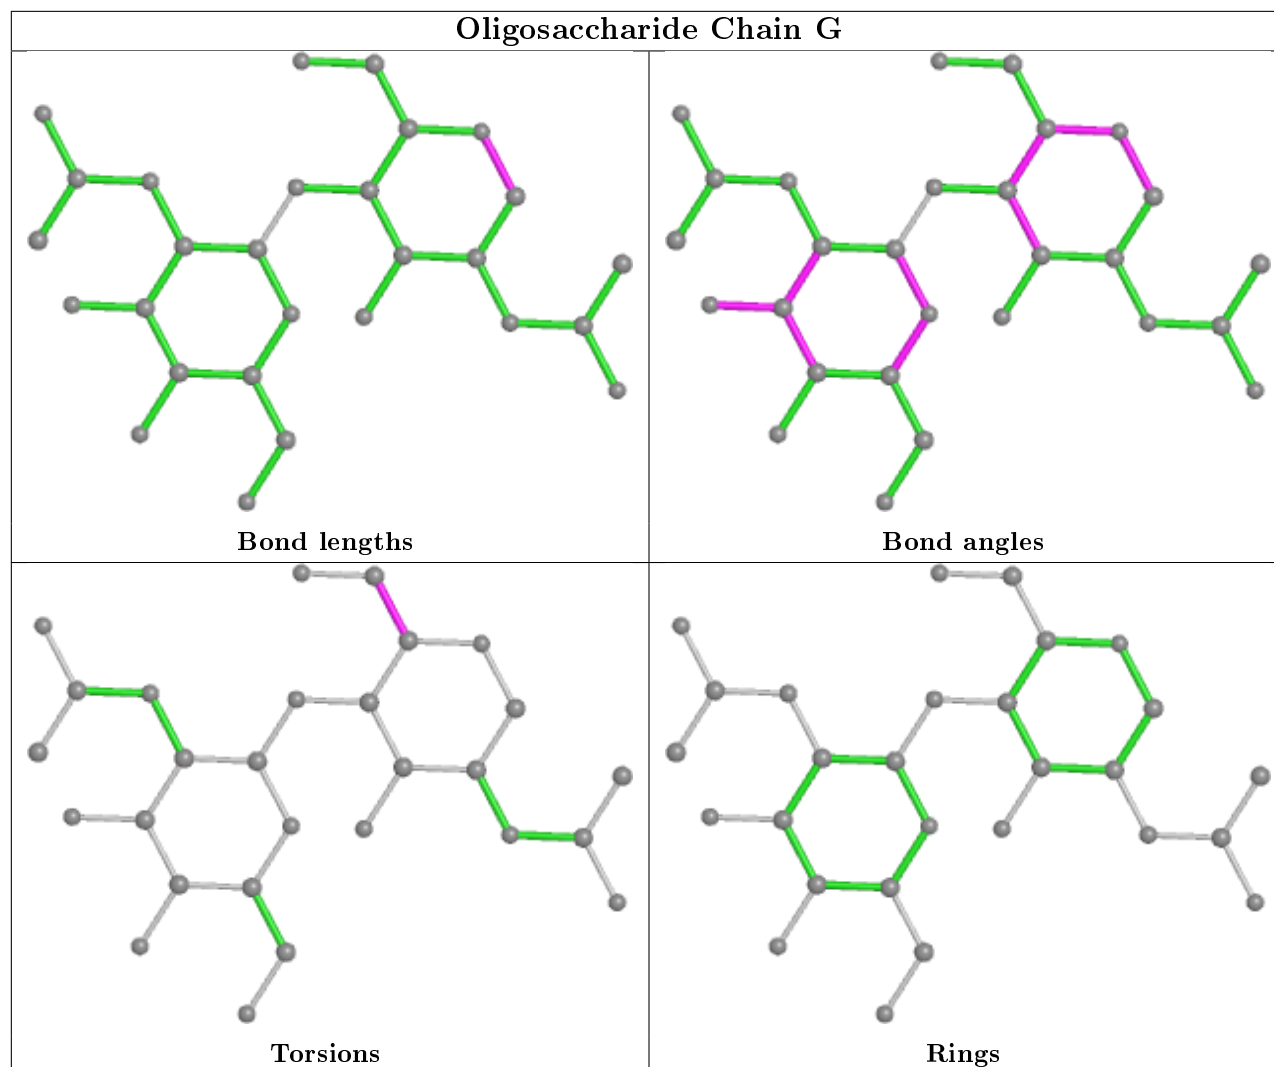 Oligosaccharide Chain G
Bond lengths
Bond angles
Torsions
Rings